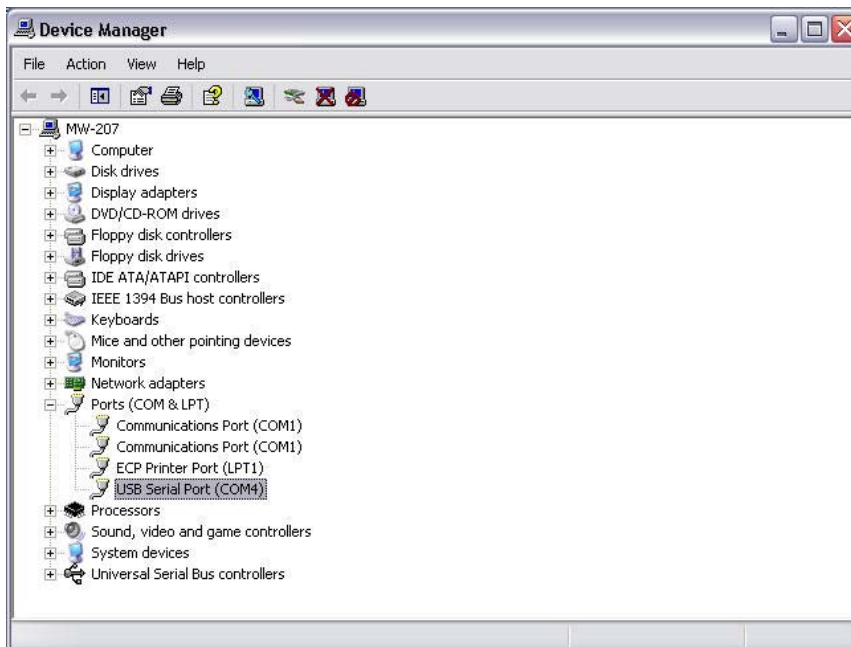 Device Manager
File Action View Help
MW-207
Computer
Disk drives
Display adapters
DVD/CD-ROM drives
Floppy disk controllers
Floppy disk drives
IDE ATA/ATAPI controllers
IEEE 1394 Bus host controllers
Keyboards
Mice and other pointing devices
Monitors
Network adapters
Ports (COM & LPT)
Communications Port (COM1)
Communications Port (COM1)
ECP Printer Port (LPT1)
USB Serial Port (COM4)
Processors
Sound, video and game controllers
System devices
Universal Serial Bus controllers